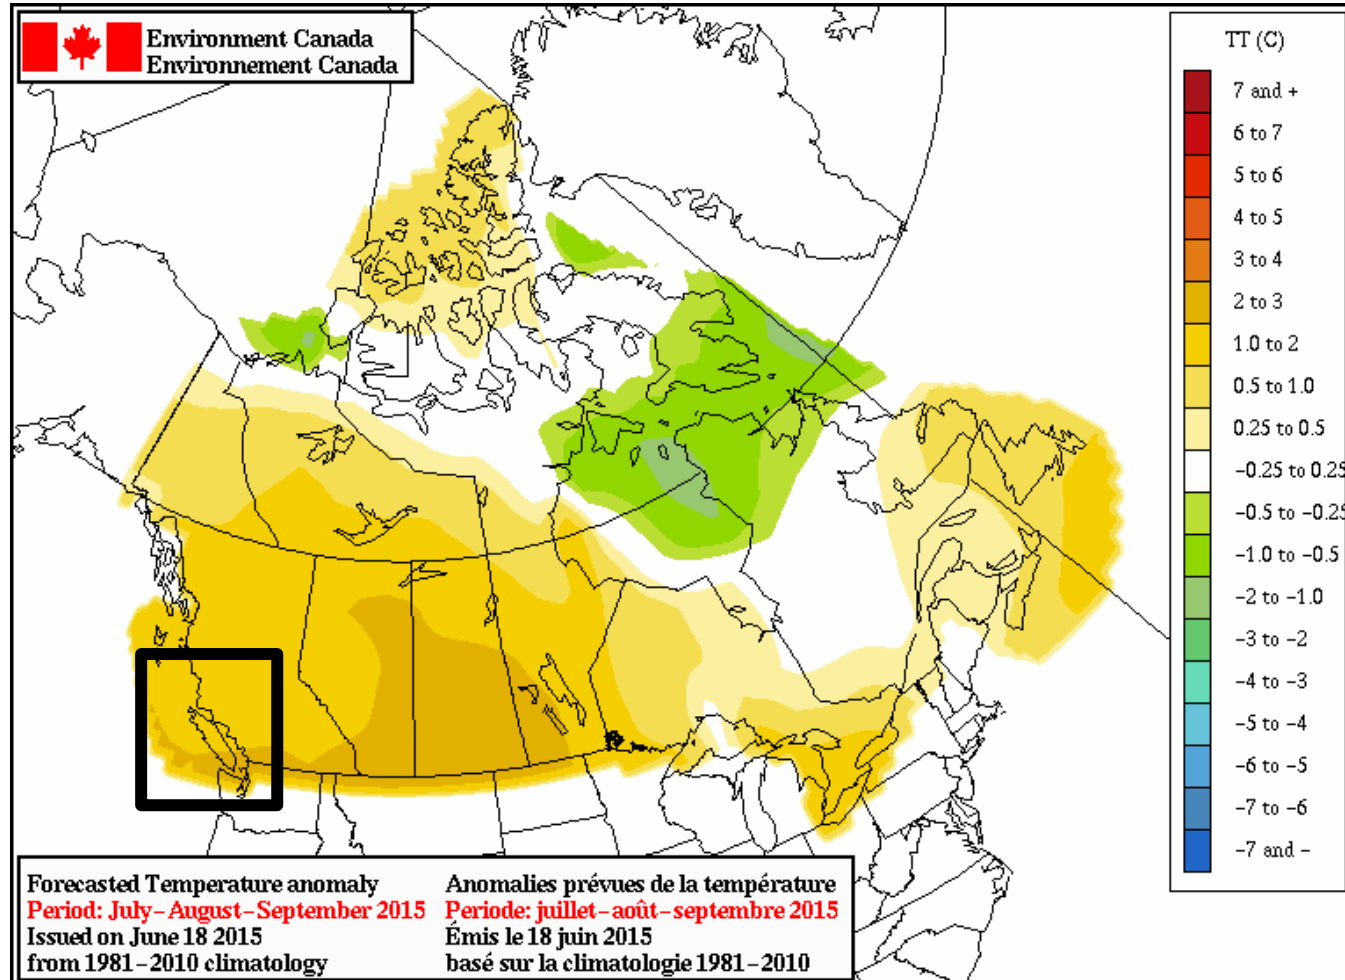 Environment Canada
Environnement Canada
TT (C)
7 and +
6 to 7
5 to 6
4 to 5
3 to 4
2 to 3
1.0 to 2
0.5 to 1.0
0.25 to 0.5
−0.25 to 0.25
−0.5 to −0.25
−1.0 to −0.5
−2 to −1.0
−3 to −2
−4 to −3
−5 to −4
−6 to −5
−7 to −6
−7 and −
Forecasted Temperature anomaly
Period: July−August−September 2015
Issued on June 18 2015
from 1981−2010 climatology
Anomalies prévues de la température
Periode: juillet−août−septembre 2015
Émis le 18 juin 2015
basé sur la climatologie 1981−2010